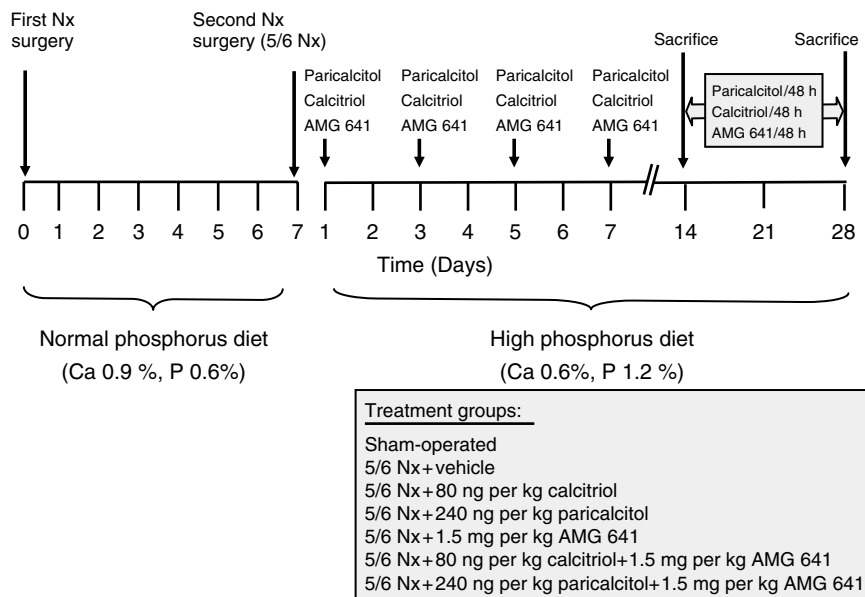 First Nx
surgery
Second Nx
surgery (5/6 Nx)
Sacrifice
Sacrifice
Paricalcitol
Calcitriol
AMG 641
Paricalcitol
Calcitriol
AMG 641
Paricalcitol
Calcitriol
AMG 641
Paricalcitol
Calcitriol
AMG 641
Paricalcitol/48 h
Calcitriol/48 h
AMG 641/48 h
0 1 2 3 4 5 6 7 1 2 3 4 5 6 7 14 21 28
Time (Days)
Normal phosphorus diet
(Ca 0.9 %, P 0.6%)
High phosphorus diet
(Ca 0.6%, P 1.2 %)
Treatment groups:
Sham-operated
5/6 Nx+vehicle
5/6 Nx+80 ng per kg calcitriol
5/6 Nx+240 ng per kg paricalcitol
5/6 Nx+1.5 mg per kg AMG 641
5/6 Nx+80 ng per kg calcitriol+1.5 mg per kg AMG 641
5/6 Nx+240 ng per kg paricalcitol+1.5 mg per kg AMG 641